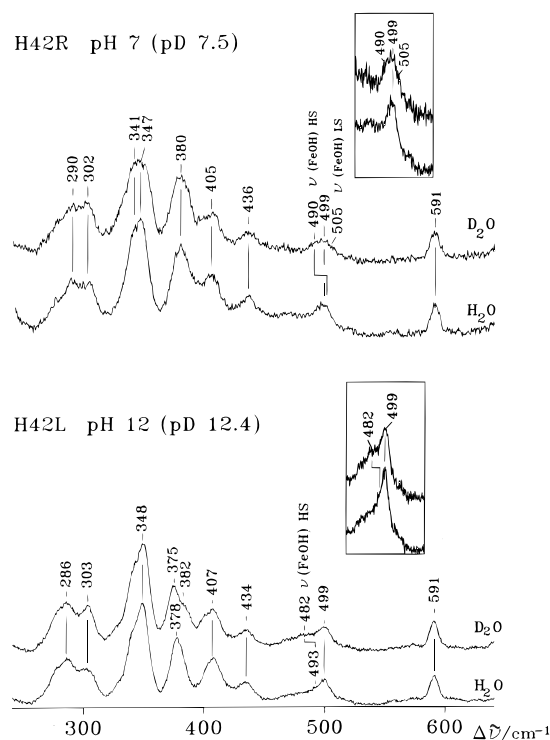 H42R pH 7 (pD 7.5)
490
499
505
290
302
341
347
380
405
436
490 ν (FeOH) HS
499
505 ν (FeOH) LS
591
D2O
H2O
H42L pH 12 (pD 12.4)
482
499
286
303
348
375
382
378
407
434
482 ν (FeOH) HS
493
499
591
D2O
H2O
300 400 500 600 Δν̃/cm⁻¹